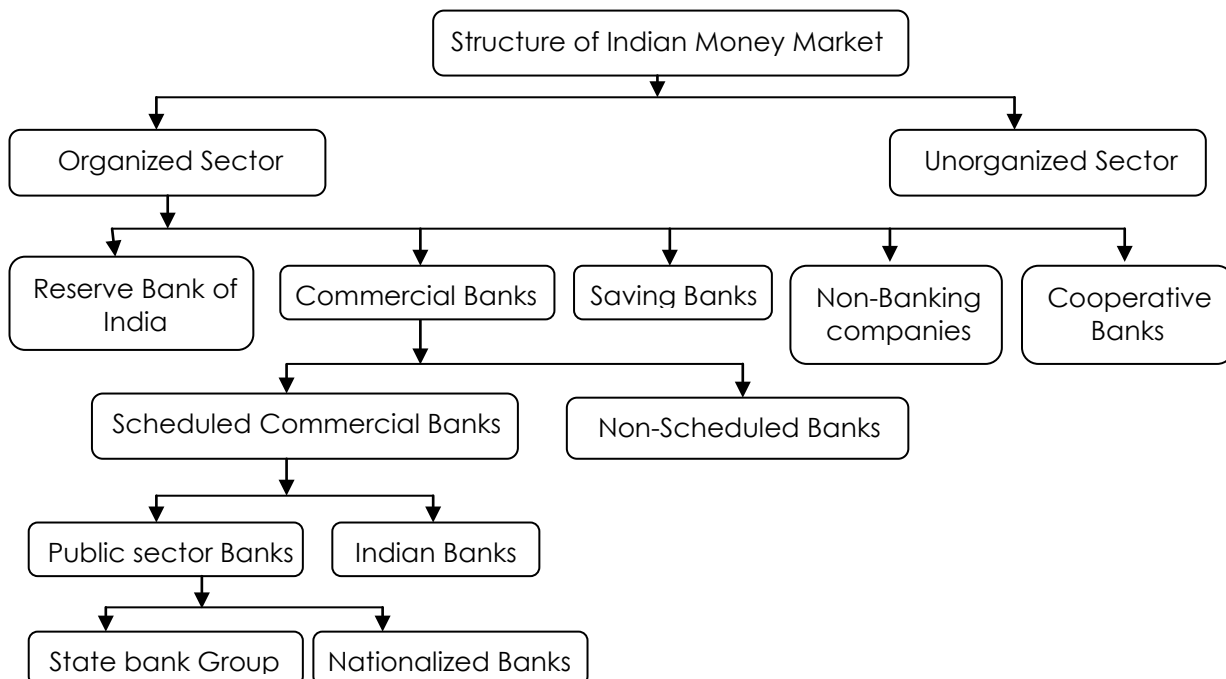 Structure of Indian Money Market
Organized Sector
Unorganized Sector
Reserve Bank of
India
Commercial Banks
Saving Banks
Non-Banking
companies
Cooperative
Banks
Scheduled Commercial Banks
Non-Scheduled Banks
Public sector Banks
Indian Banks
State bank Group
Nationalized Banks